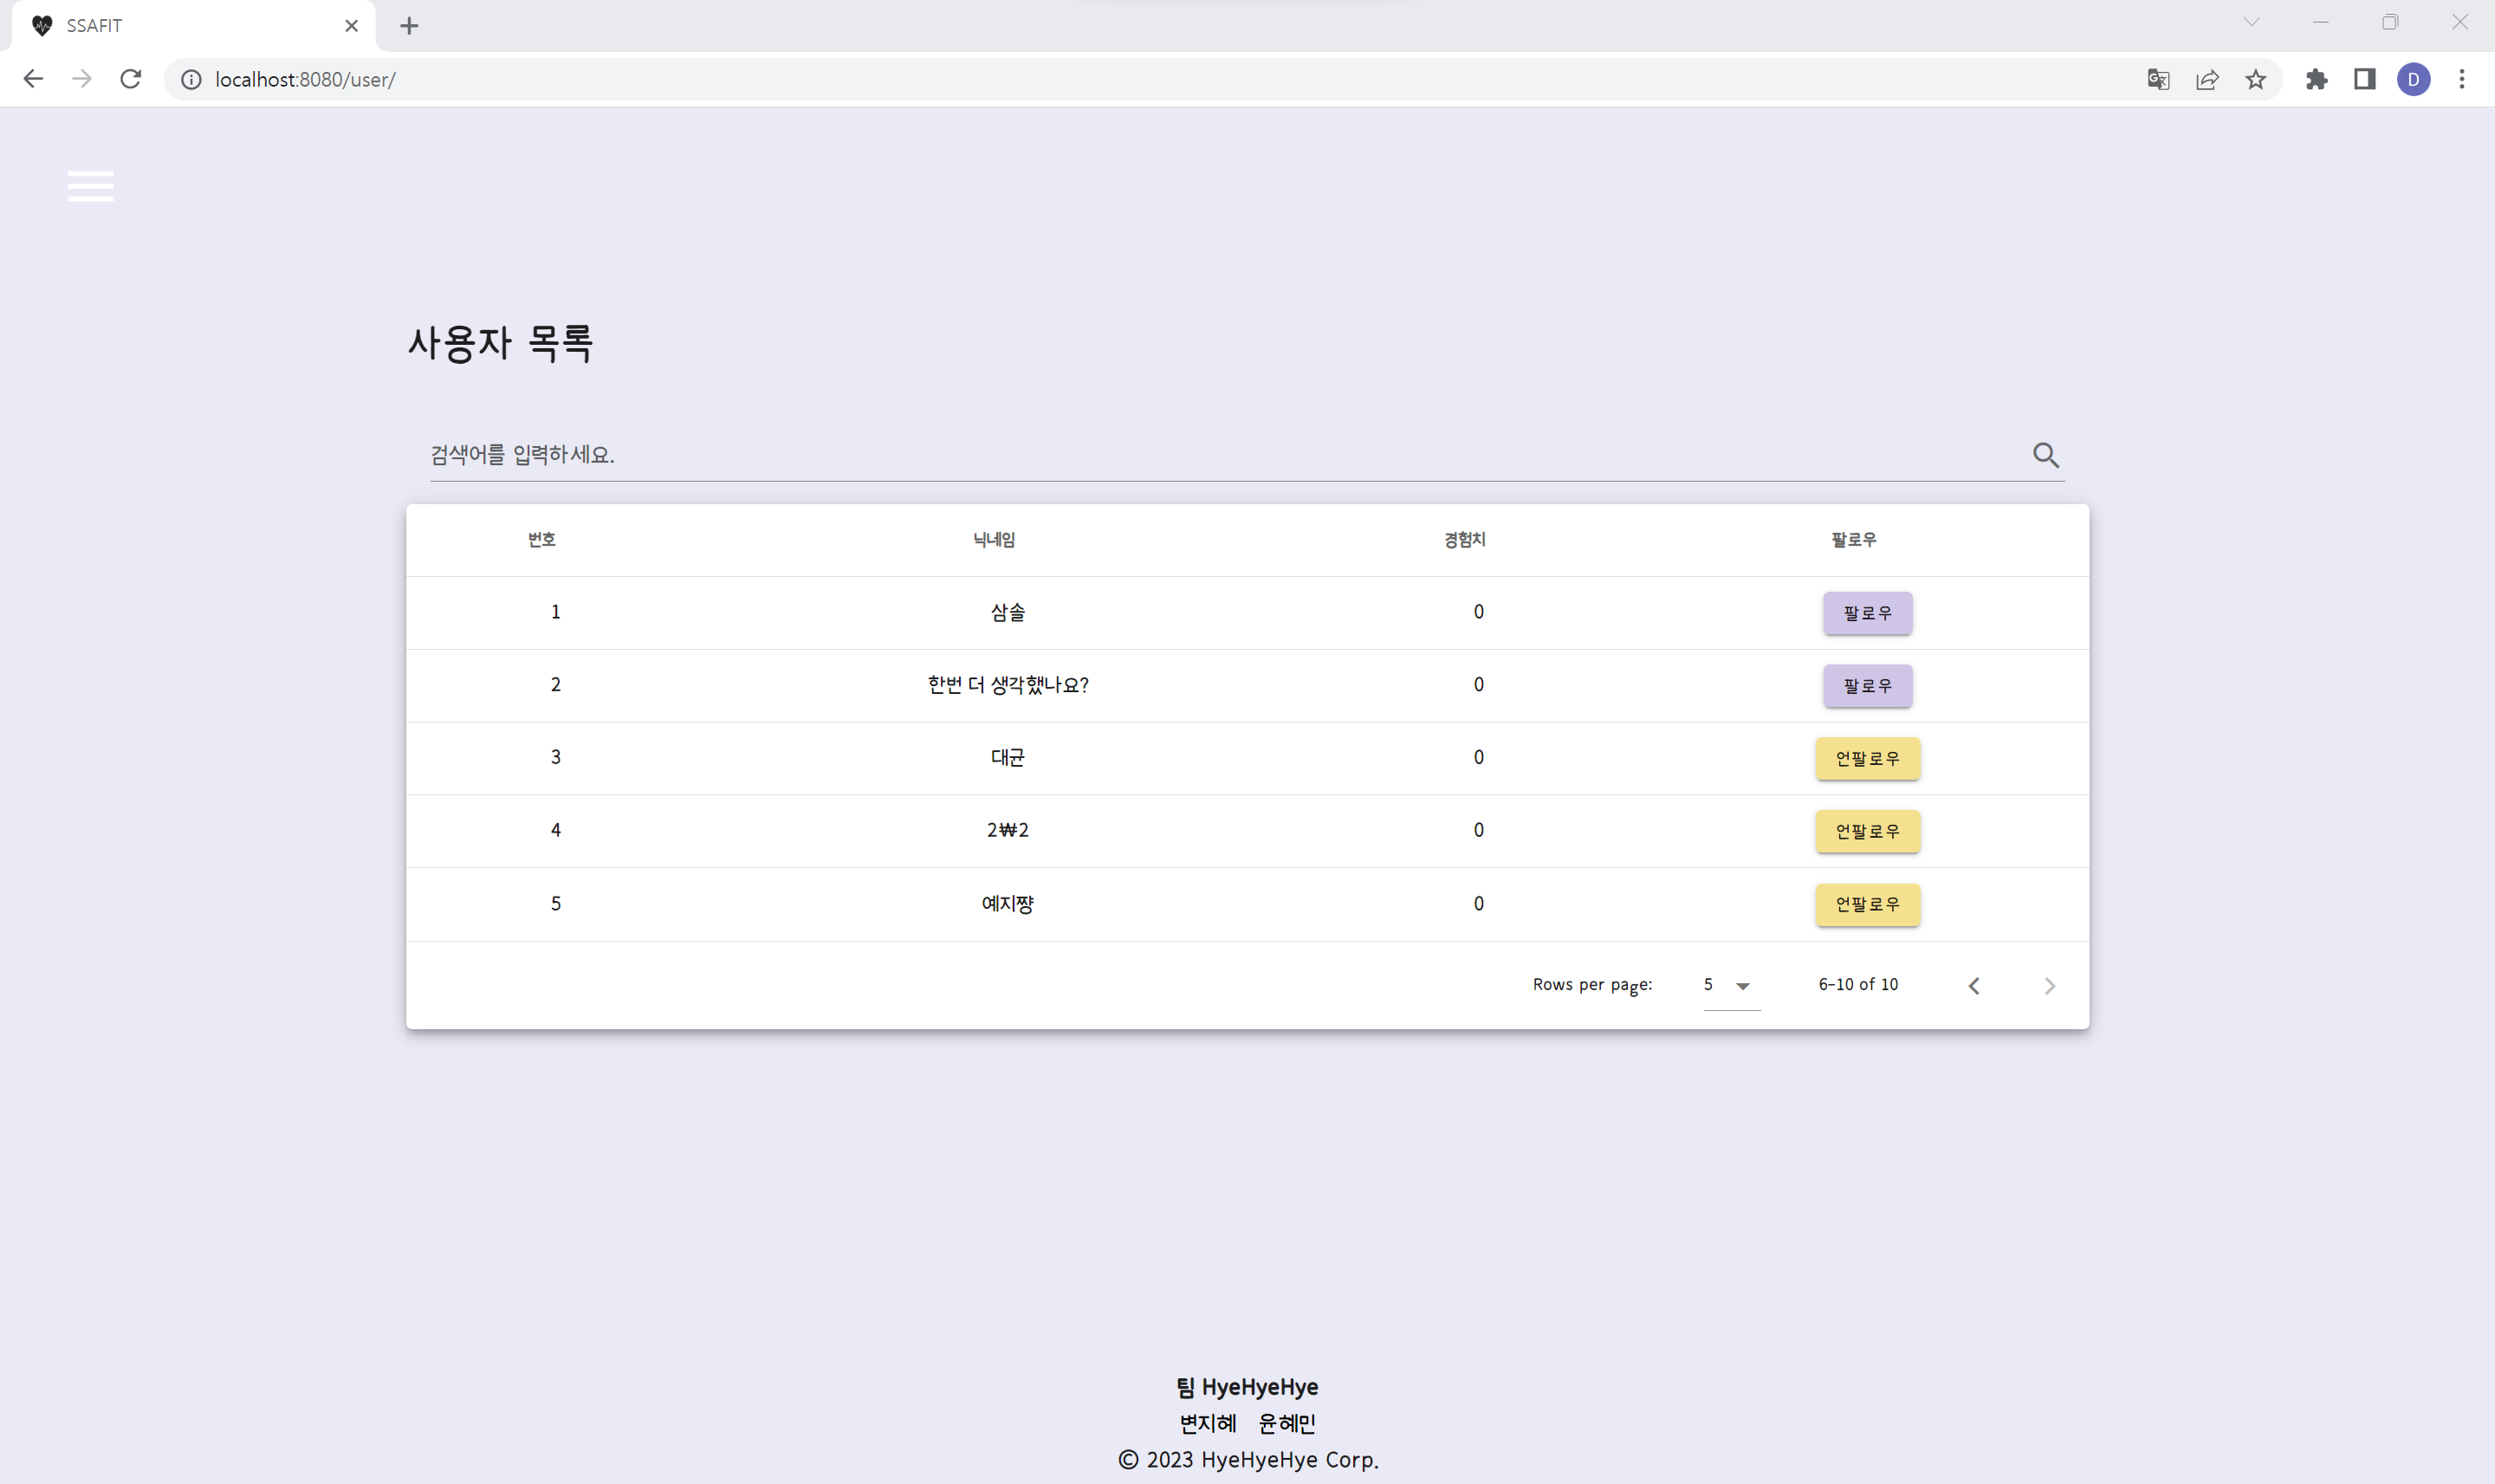 SSAFIT
localhost:8080/user/
D
사용자 목록
검색어를 입력하세요.
번호 닉네임 경험치 팔로우
1 삼솔 0 팔로우
2 한번 더 생각했나요? 0 팔로우
3 대균 0 언팔로우
4 2₩2 0 언팔로우
5 예지쨩 0 언팔로우
Rows per page: 5 6-10 of 10
팀 HyeHyeHye
변지혜 윤혜민
© 2023 HyeHyeHye Corp.